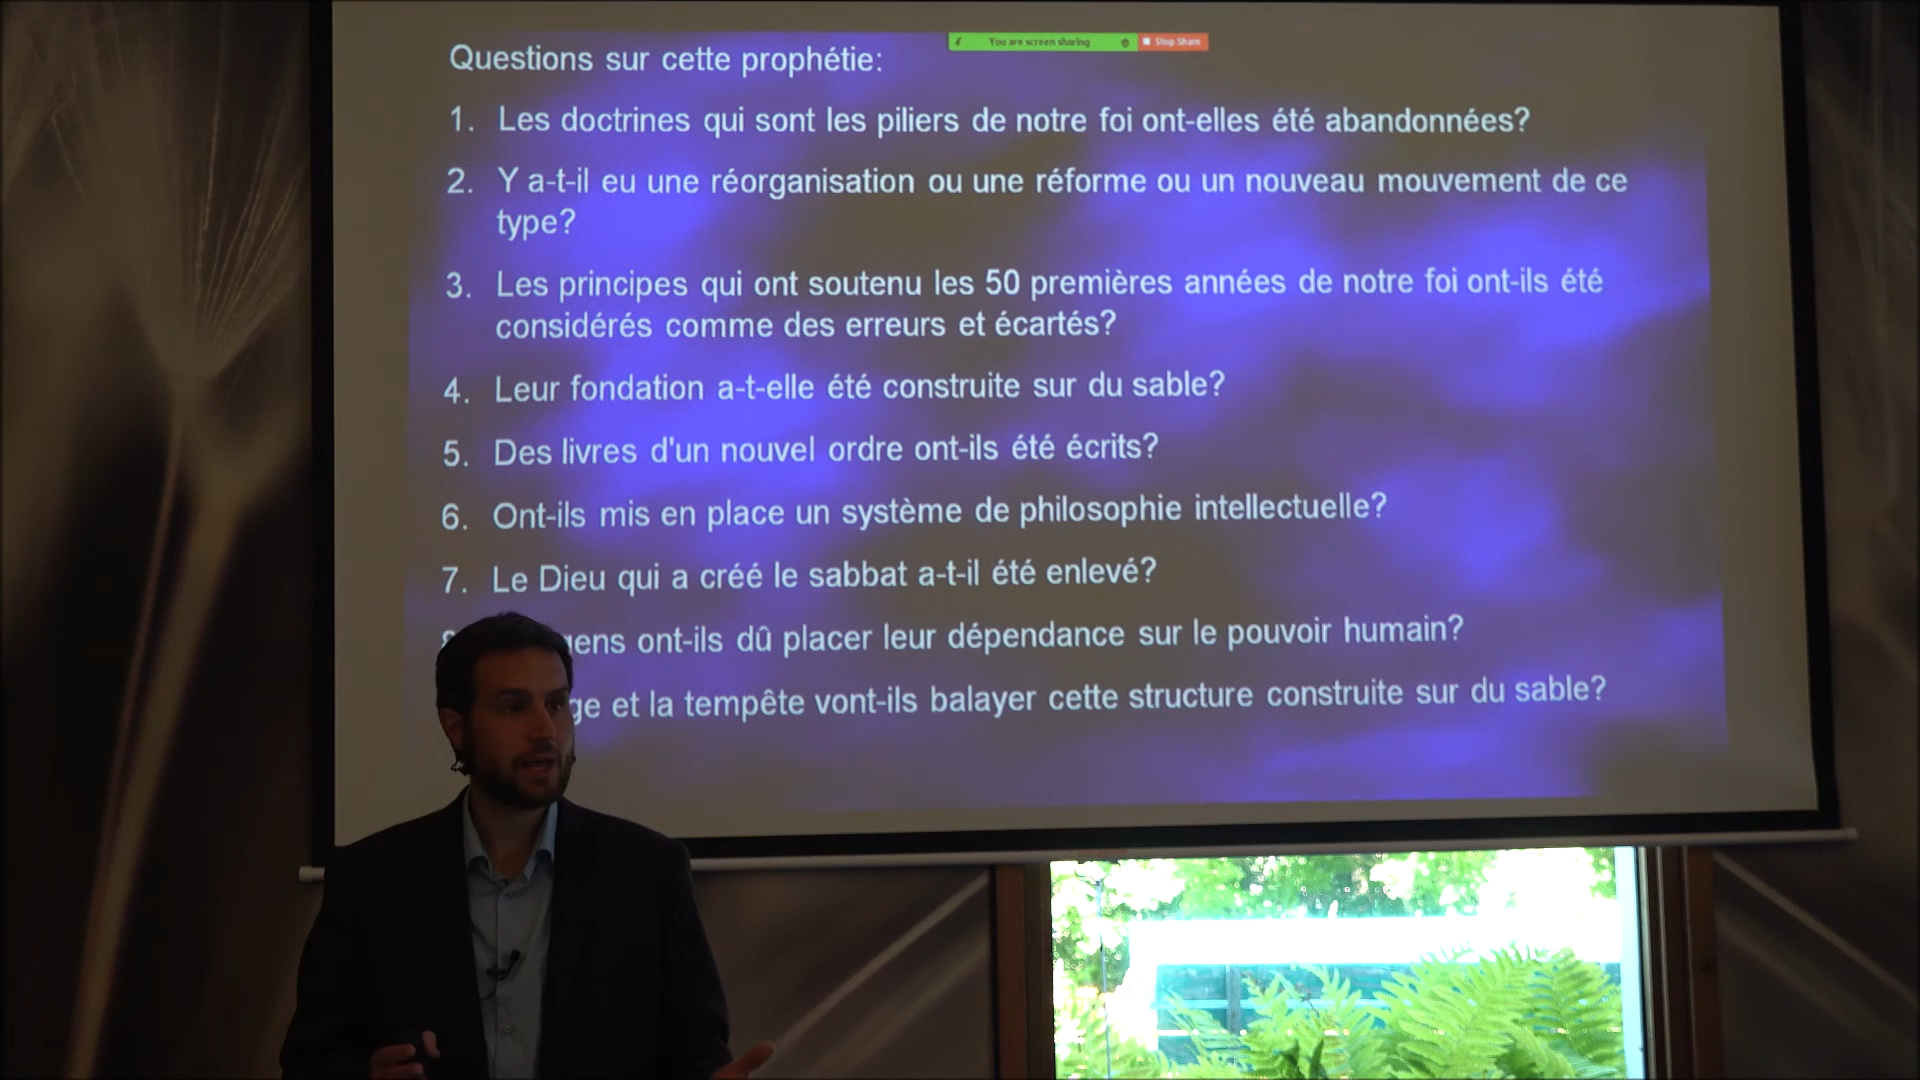 You are screen sharing Stop Share
Questions sur cette prophétie:
1. Les doctrines qui sont les piliers de notre foi ont-elles été abandonnées?
2. Y a-t-il eu une réorganisation ou une réforme ou un nouveau mouvement de ce
type?
3. Les principes qui ont soutenu les 50 premières années de notre foi ont-ils été
considérés comme des erreurs et écartés?
4. Leur fondation a-t-elle été construite sur du sable?
5. Des livres d'un nouvel ordre ont-ils été écrits?
6. Ont-ils mis en place un système de philosophie intellectuelle?
7. Le Dieu qui a créé le sabbat a-t-il été enlevé?
ont-ils dû placer leur dépendance sur le pouvoir humain?
et la tempête vont-ils balayer cette structure construite sur du sable?